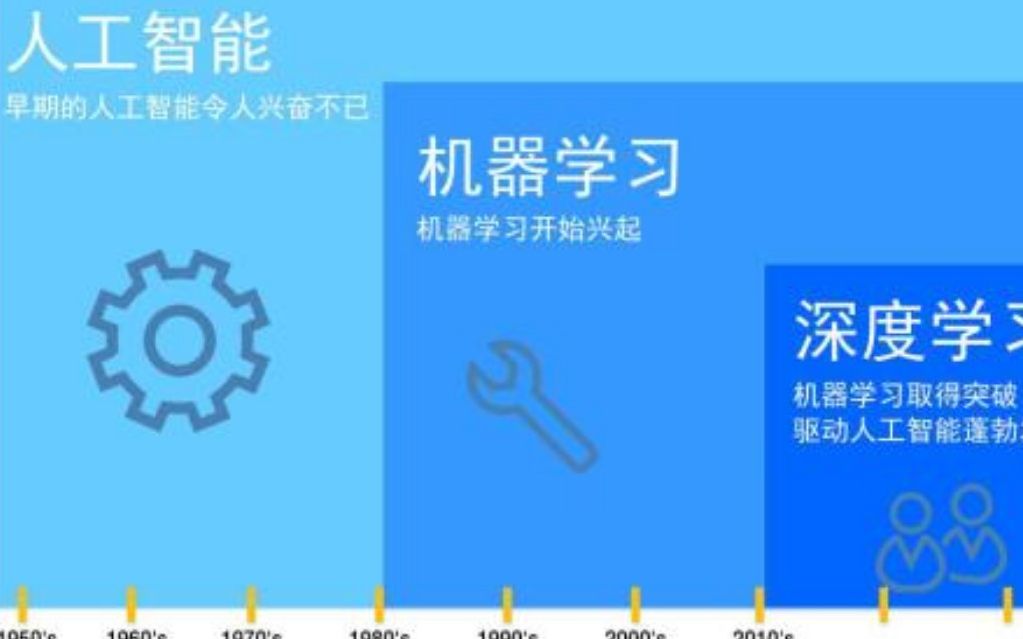 人工智能
早期的人工智能令人兴奋不已
机器学习
机器学习开始兴起
深度学习
机器学习取得突破
驱动人工智能蓬勃
1950's 1960's 1970's 1980's 1990's 2000's 2010's